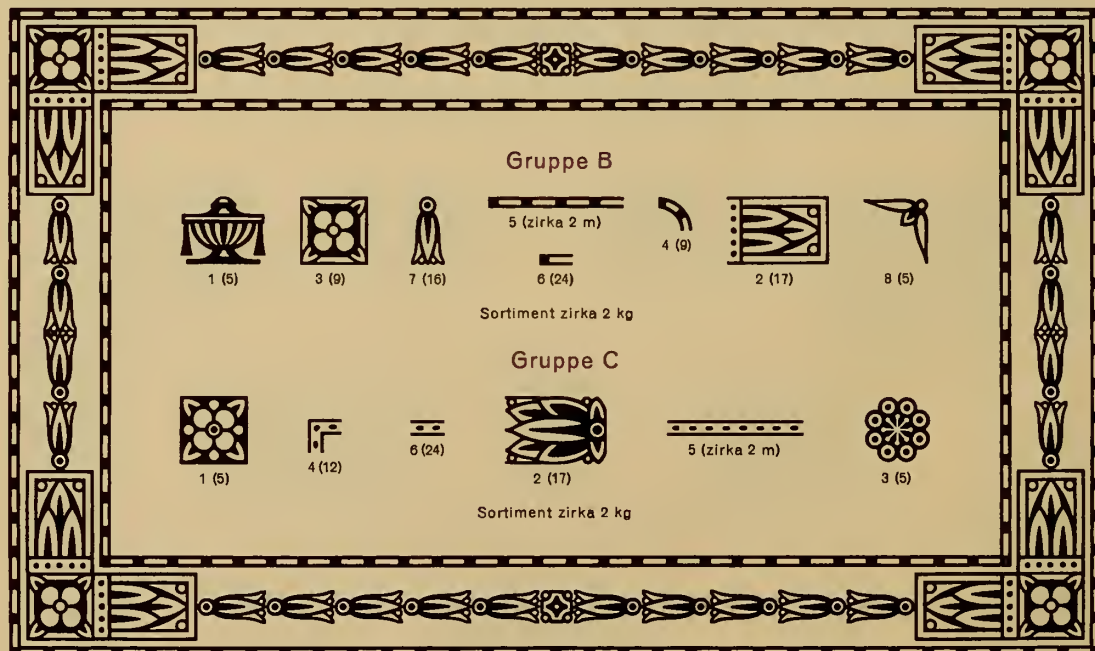 Gruppe B
1 (5)
3 (9)
7 (16)
5 (zirka 2 m)
6 (24)
4 (9)
2 (17)
8 (5)
Sortiment zirka 2 kg
Gruppe C
1 (5)
4 (12)
6 (24)
2 (17)
5 (zirka 2 m)
3 (5)
Sortiment zirka 2 kg